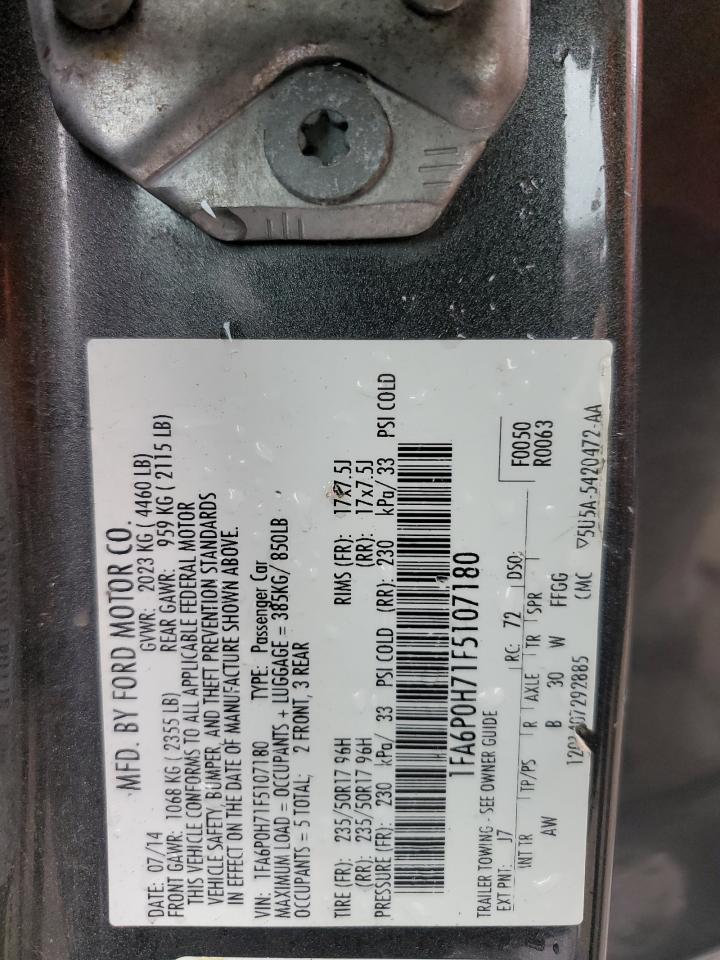 MFD. BY FORD MOTOR CO.
DATE: 07/14 GVWR: 2023 KG ( 4460 LB)
FRONT GAWR: 1068 KG ( 2355 LB) REAR GAWR: 959 KG ( 2115 LB)
THIS VEHICLE CONFORMS TO ALL APPLICABLE FEDERAL MOTOR
VEHICLE SAFETY, BUMPER, AND THEFT PREVENTION STANDARDS
IN EFFECT ON THE DATE OF MANUFACTURE SHOWN ABOVE.
VIN: 1FA6P0H71F5107180 TYPE: Passenger Car
MAXIMUM LOAD = OCCUPANTS + LUGGAGE = 385KG/ 850LB
OCCUPANTS = 5 TOTAL; 2 FRONT, 3 REAR
TIRE (FR): 235/50R17 96H RIMS (FR): 17x7.5J
(RR): 235/50R17 96H (RR): 17x7.5J
PRESSURE (FR): 230 kPa/ 33 PSI COLD (RR): 230 kPa/ 33 PSI COLD
1FA6P0H71F5107180
TRAILER TOWING - SEE OWNER GUIDE F0050
EXT PNT: J7 RC: 72 DSO: R0063
INT TR TP/PS R AXLE TR SPR
AW B 30 W FFGG
CMC ▽5U5A-5420472-AA